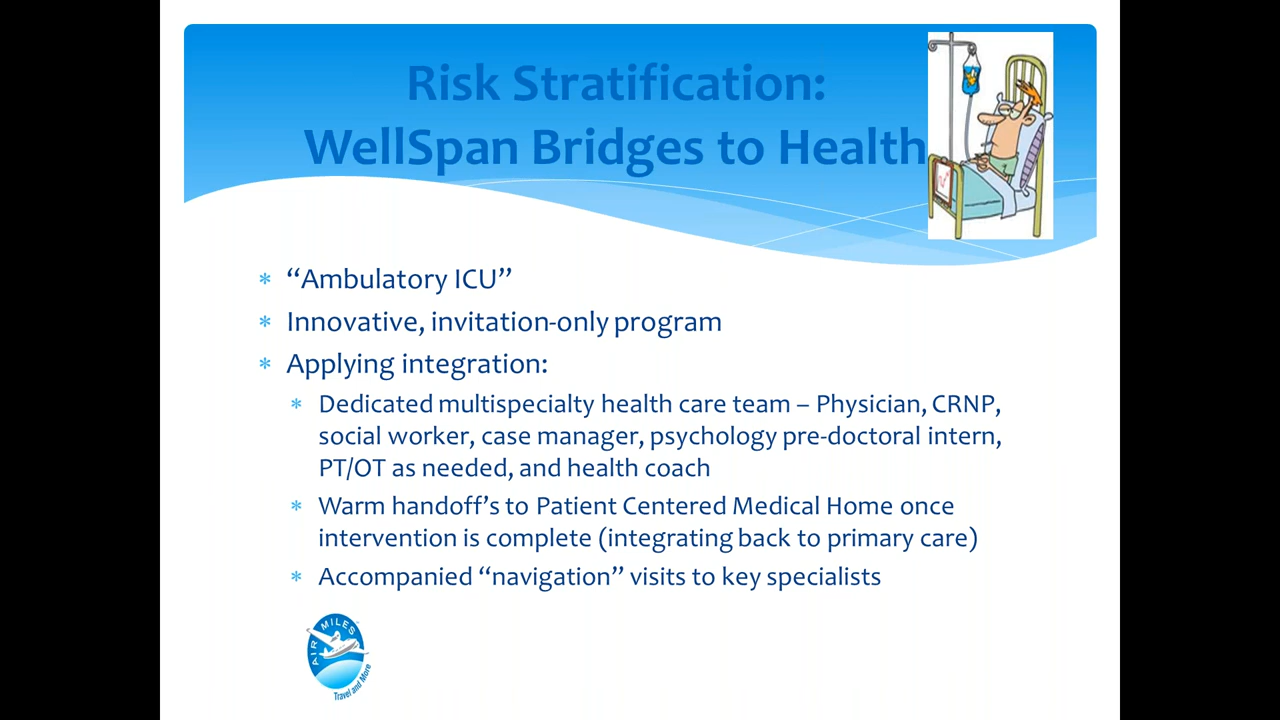 Risk Stratification:
WellSpan Bridges to Health
* “Ambulatory ICU”
* Innovative, invitation-only program
* Applying integration:
* Dedicated multispecialty health care team – Physician, CRNP,
social worker, case manager, psychology pre-doctoral intern,
PT/OT as needed, and health coach
* Warm handoff’s to Patient Centered Medical Home once
intervention is complete (integrating back to primary care)
* Accompanied “navigation” visits to key specialists
AIR MILES
Travel and More